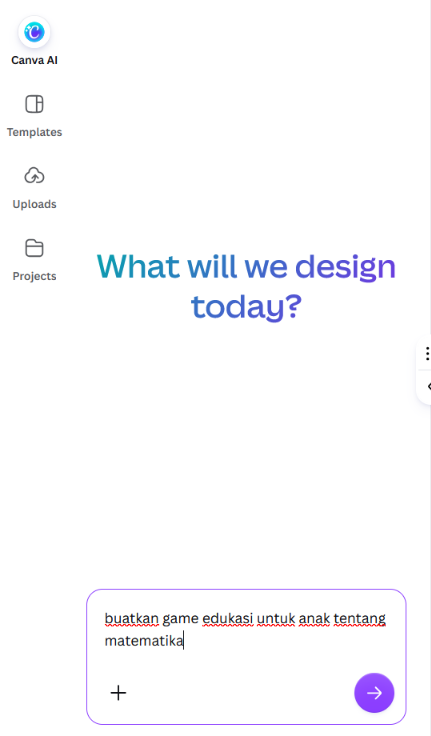 Canva AI
Templates
Uploads
Projects
What will we design
today?
buatkan game edukasi untuk anak tentang
matematika